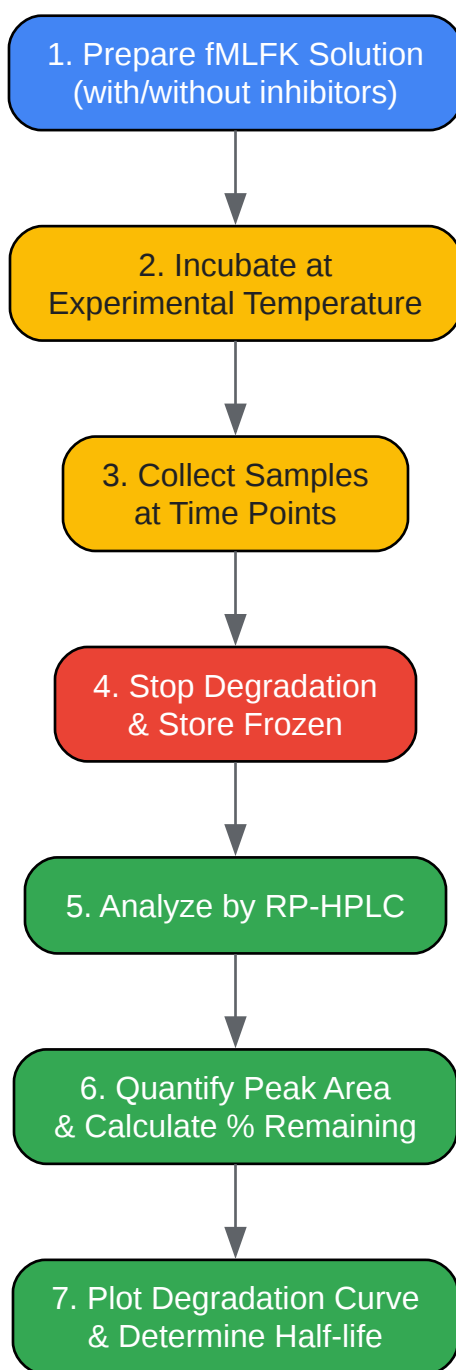 1. Prepare fMLFK Solution
(with/without inhibitors)
2. Incubate at
Experimental Temperature
3. Collect Samples
at Time Points
4. Stop Degradation
& Store Frozen
5. Analyze by RP-HPLC
6. Quantify Peak Area
& Calculate % Remaining
7. Plot Degradation Curve
& Determine Half-life